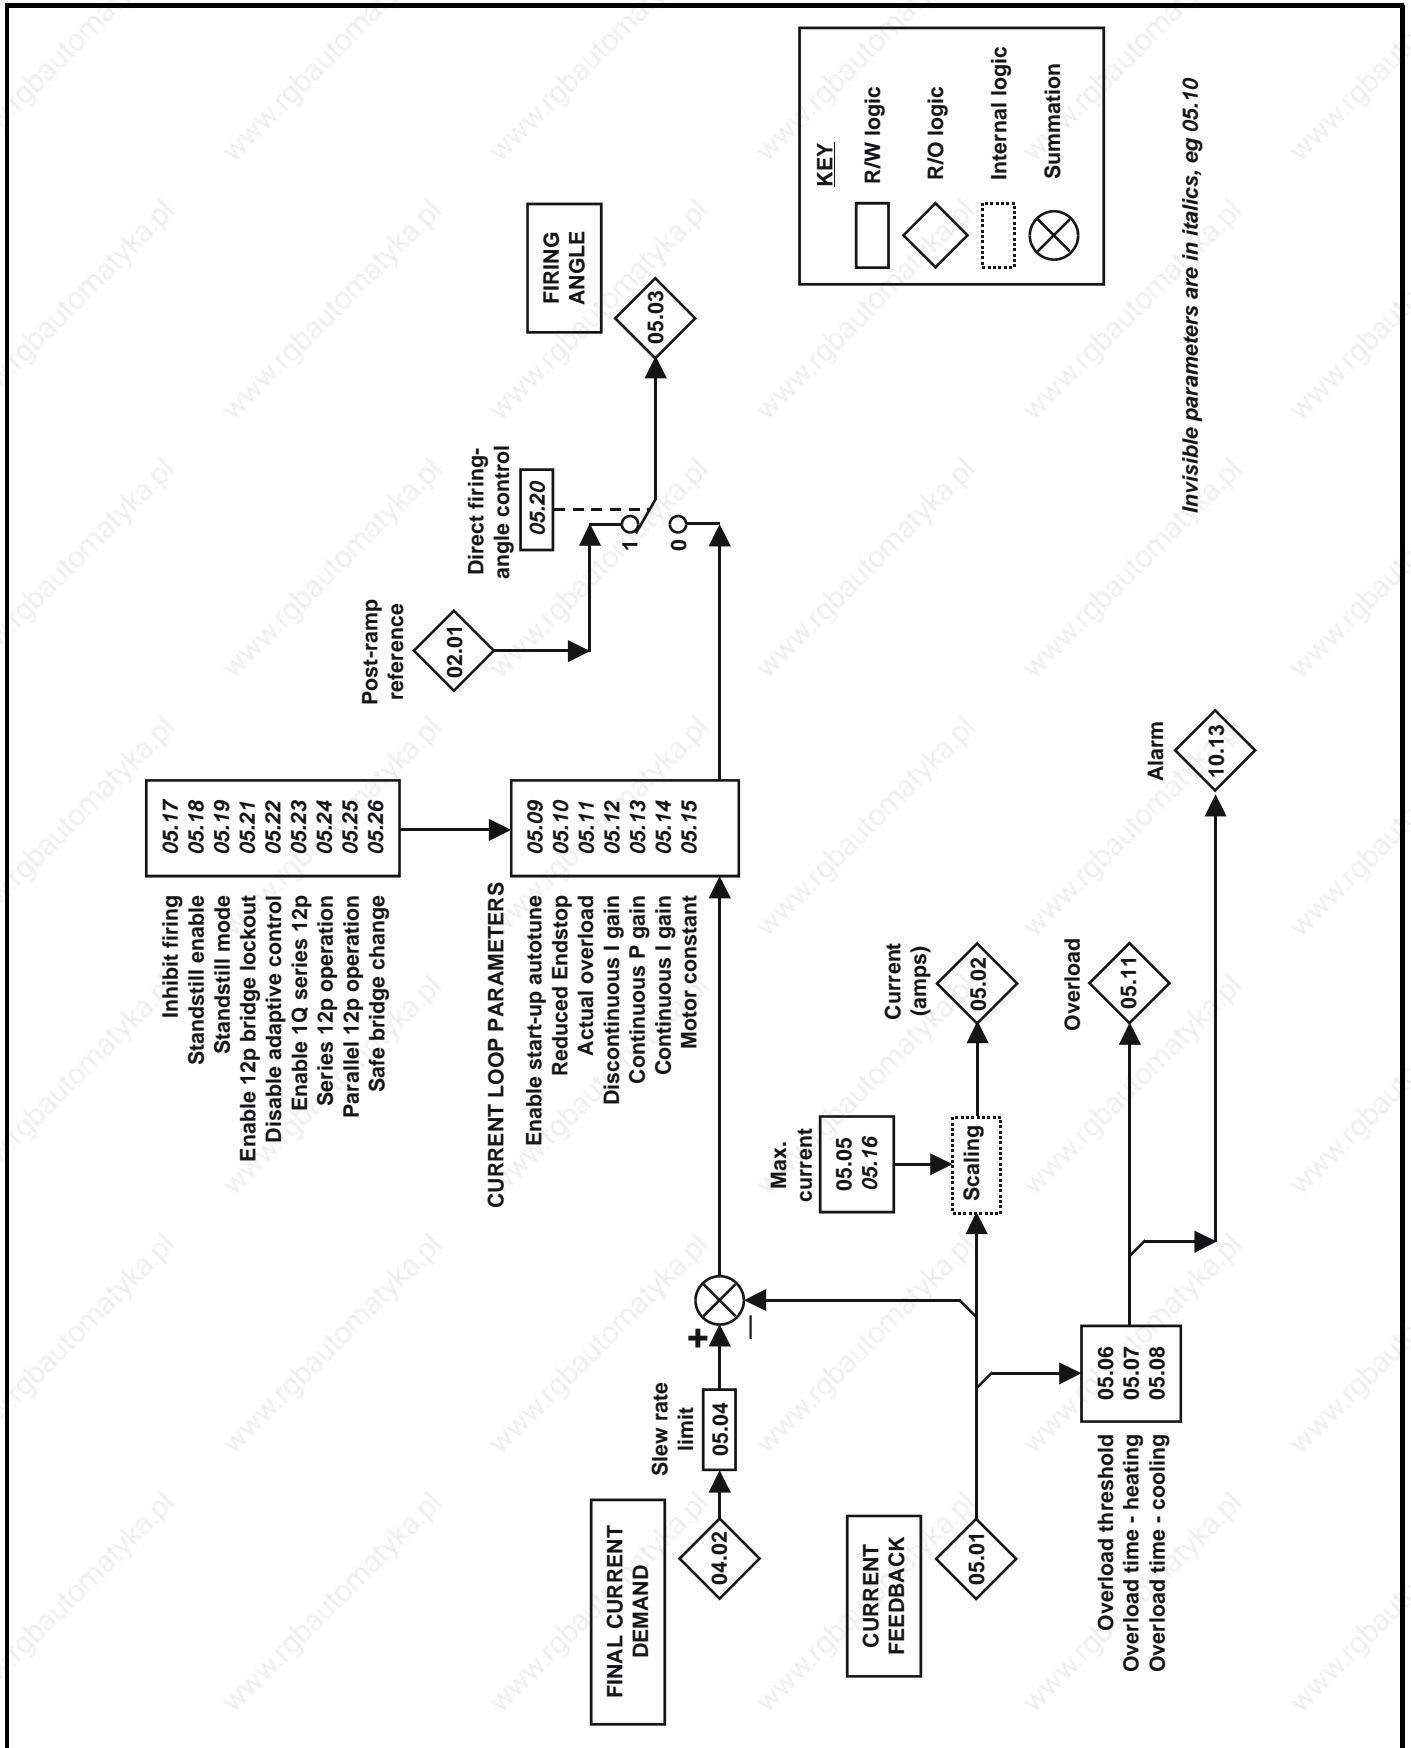 Inhibit firing 05.17
Standstill enable 05.18
Standstill mode 05.19
Enable 12p bridge lockout 05.21
Disable adaptive control 05.22
Enable 1Q series 12p 05.23
Series 12p operation 05.24
Parallel 12p operation 05.25
Safe bridge change 05.26
Post-ramp
reference
02.01
Direct firing-
angle control
05.20
1
0
FIRING
ANGLE
05.03
CURRENT LOOP PARAMETERS
Enable start-up autotune 05.09
Reduced Endstop 05.10
Actual overload 05.11
Discontinuous I gain 05.12
Continuous P gain 05.13
Continuous I gain 05.14
Motor constant 05.15
FINAL CURRENT
DEMAND
04.02
Slew rate
limit
05.04
+
–
CURRENT
FEEDBACK
05.01
Max.
current
05.05
05.16
Scaling
Current
(amps)
05.02
Overload threshold 05.06
Overload time - heating 05.07
Overload time - cooling 05.08
Overload
05.11
Alarm
10.13
KEY
R/W logic
R/O logic
Internal logic
Summation
Invisible parameters are in italics, eg 05.10
www.rgbautomatyka.pl